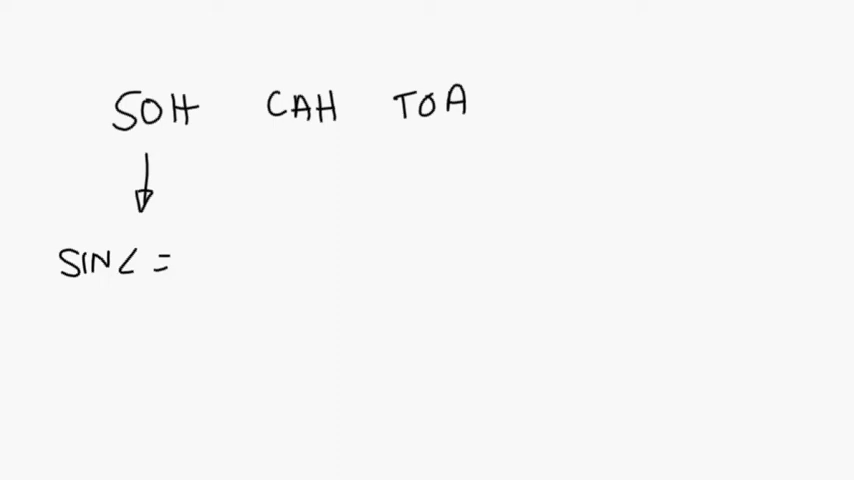 SOH CAH TOA
SIN∠ =